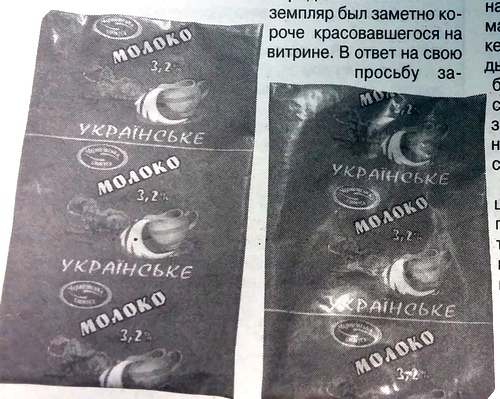 земпляр был заметно ко-
роче красовавшегося на
витрине. В ответ на свою
просьбу за-
МОЛОКО
3,2%
УКРАЇНСЬКЕ
МОЛОКО
3,2%
УКРАЇНСЬКЕ
МОЛОКО
3,2%
УКРАЇНСЬКЕ
МОЛОКО
3,2%
УКРАЇНСЬКЕ
МОЛОКО
3,2%